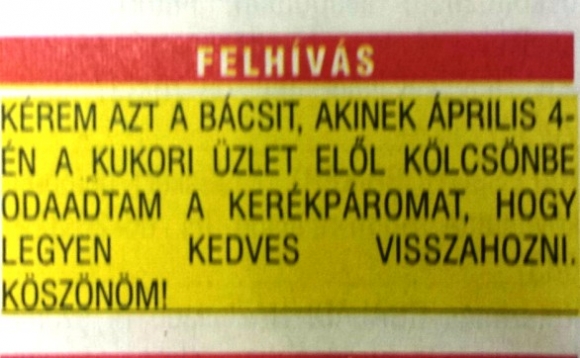 FELHÍVÁS
KÉREM AZT A BÁCSIT, AKINEK ÁPRILIS 4-
ÉN A KUKORI ÜZLET ELŐL KÖLCSÖNBE
ODAADTAM A KERÉKPÁROMAT, HOGY
LEGYEN KEDVES VISSZAHOZNI.
KÖSZÖNÖM!